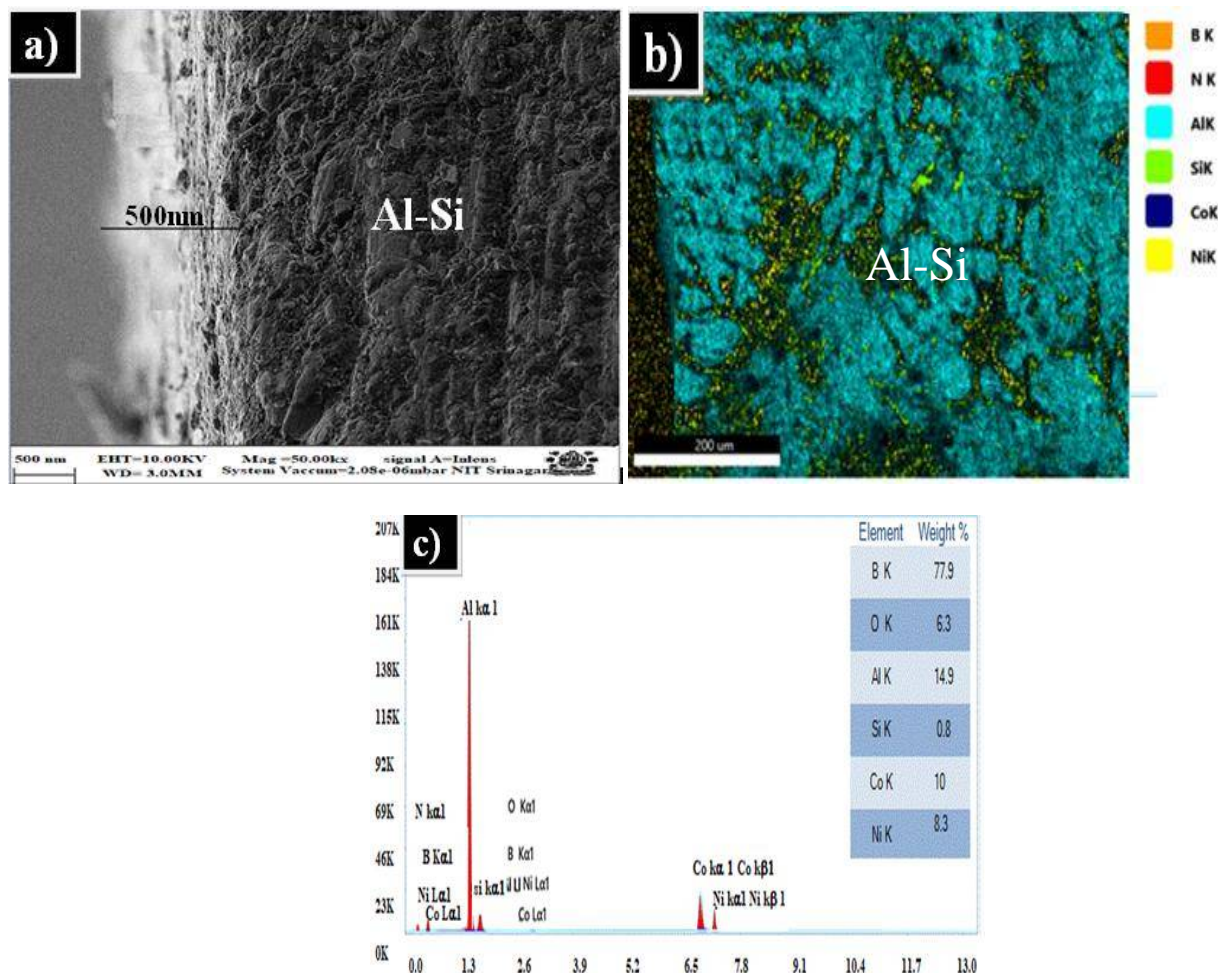 a)
500nm
Al-Si
500 nm EHT=10.00KV Mag =50.00kx signal A=Inlens
WD= 3.0MM System Vaccum=2.08e-06mbar NIT Srinagar
b)
Al-Si
200 um
B K
N K
AlK
SiK
CoK
NiK
c)
207K
184K
161K
138K
115K
92K
69K
46K
23K
0K
Al kα 1
N kα1
B Kα1
Ni Lα1
Co Lα1
si kα1
O Kα1
B Kα1
Ni Lα1
Co Lα1
Co kα 1 Co kβ1
Ni kα1 Ni kβ 1
Element Weight %
B K 77.9
O K 6.3
Al K 14.9
Si K 0.8
Co K 10
Ni K 8.3
0.0 1.3 2.6 3.9 5.2 6.5 7.8 9.1 10.4 11.7 13.0